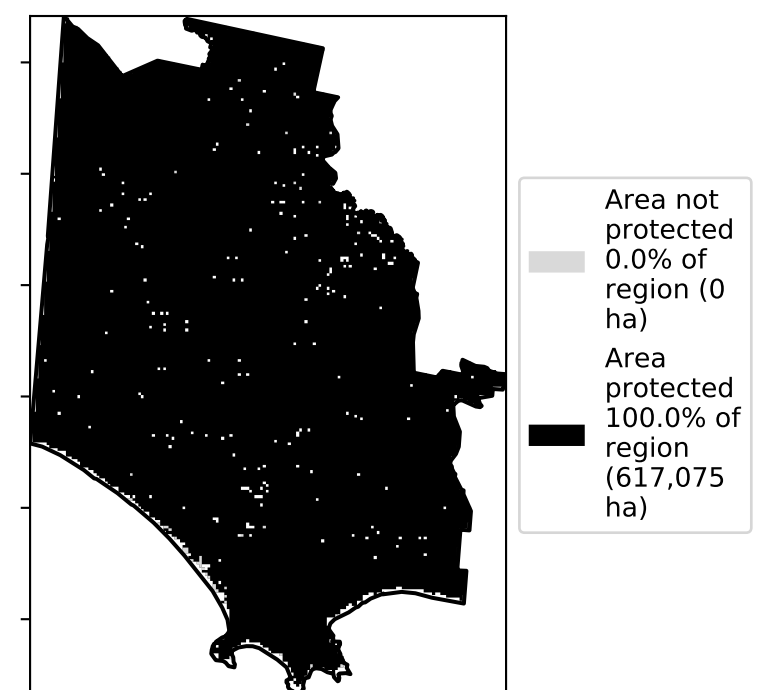 Area not
protected
0.0% of
region (0
ha)
Area
protected
100.0% of
region
(617,075
ha)